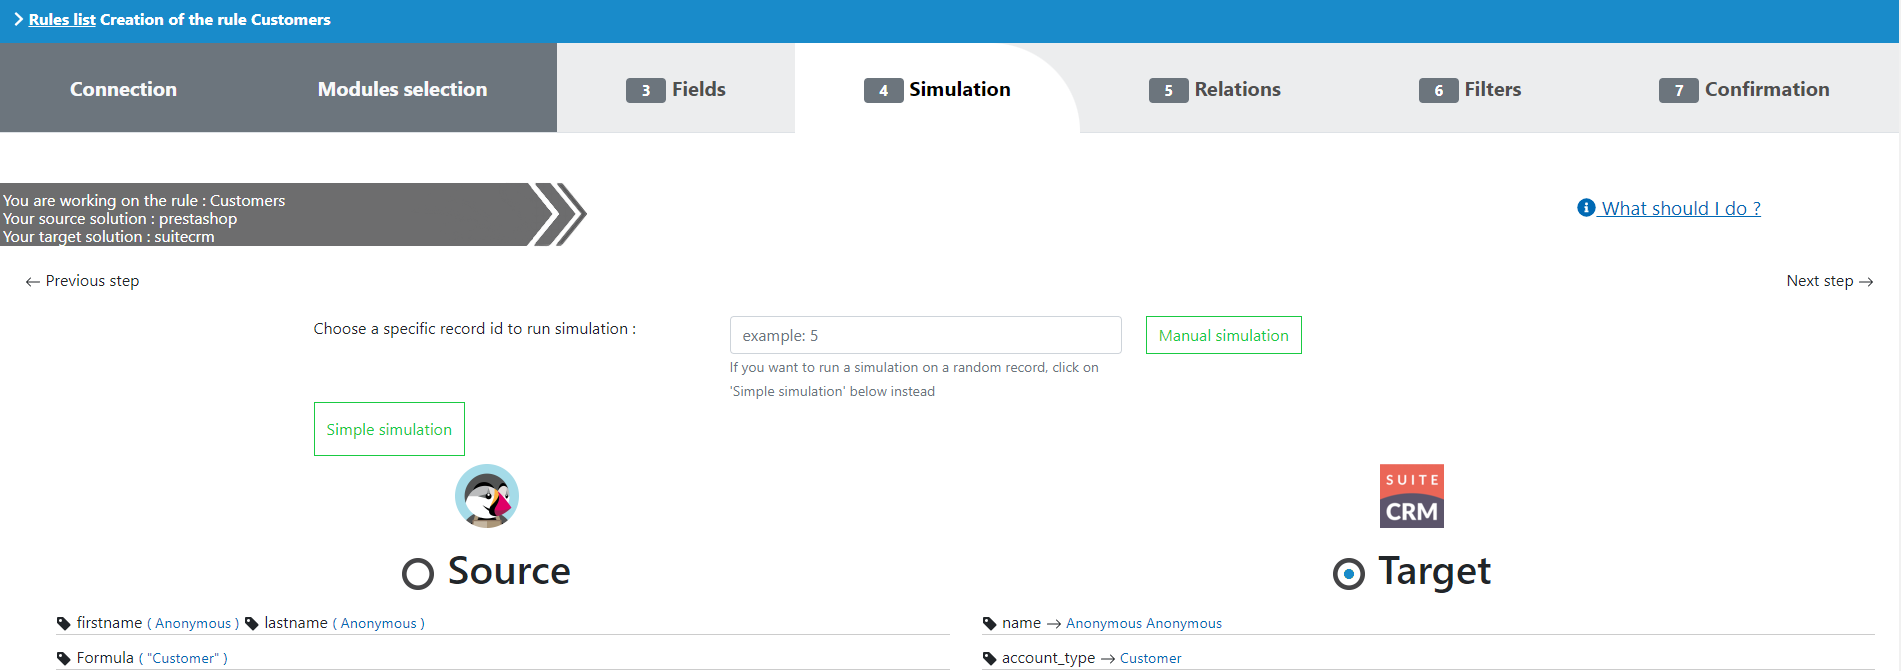 Rules list Creation of the rule Customers
Connection
Modules selection
3 Fields
4 Simulation
5 Relations
6 Filters
7 Confirmation
You are working on the rule : Customers
Your source solution : prestashop
Your target solution : suitecrm
What should I do ?
← Previous step
Next step →
Choose a specific record id to run simulation :
example: 5
Manual simulation
If you want to run a simulation on a random record, click on
'Simple simulation' below instead
Simple simulation
SUITE
CRM
Source
Target
firstname ( Anonymous ) lastname ( Anonymous )
name → Anonymous Anonymous
Formula ( "Customer" )
account_type → Customer